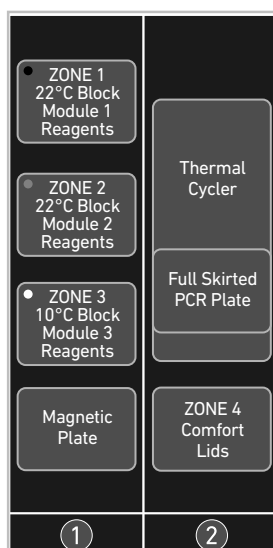 ZONE 1
22°C Block
Module 1
Reagents
ZONE 2
22°C Block
Module 2
Reagents
ZONE 3
10°C Block
Module 3
Reagents
Magnetic
Plate
1
Thermal
Cycler
Full Skirted
PCR Plate
ZONE 4
Comfort
Lids
2